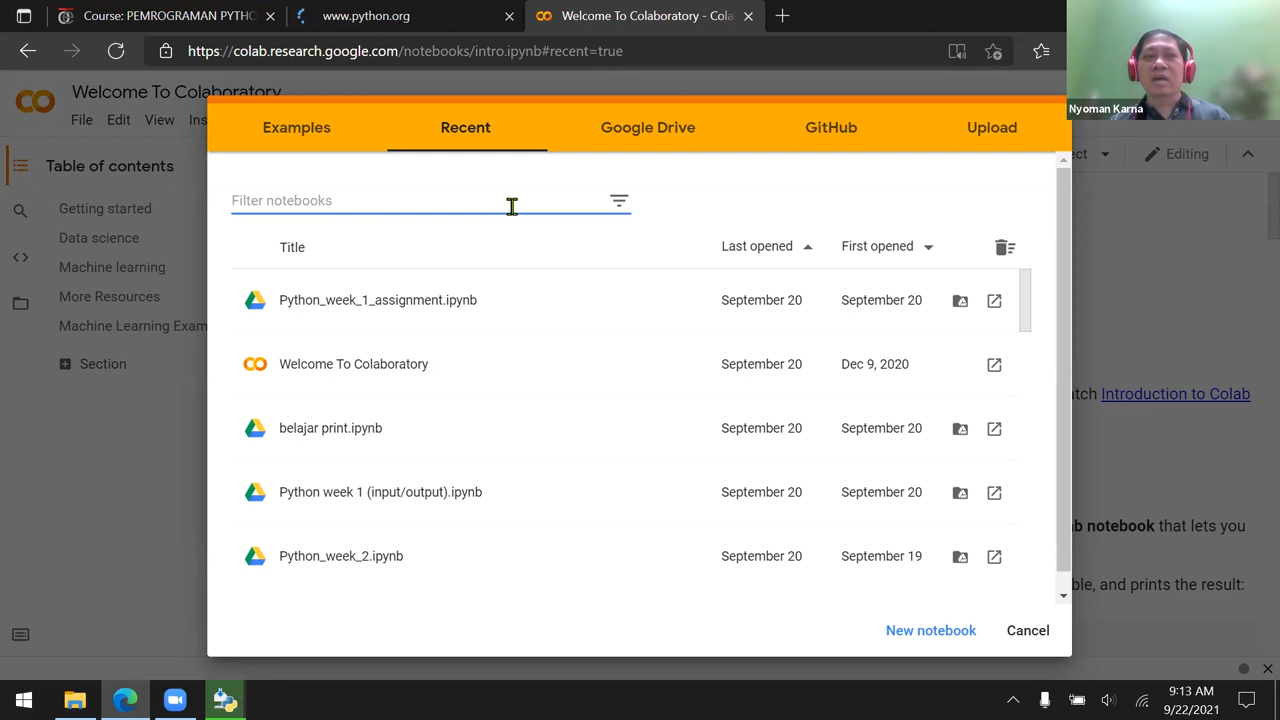 Course: PEMROGRAMAN PYTHO
www.python.org
Welcome To Colaboratory - Cola
https://colab.research.google.com/notebooks/intro.ipynb#recent=true
Nyoman Karna
Welcome To Colaboratory
File Edit View Ins
Examples
Recent
Google Drive
GitHub
Upload
ect
Editing
Table of contents
Getting started
Data science
Machine learning
More Resources
Machine Learning Exam
Section
Filter notebooks
Title Last opened First opened
Python_week_1_assignment.ipynb September 20 September 20
Welcome To Colaboratory September 20 Dec 9, 2020
belajar print.ipynb September 20 September 20
Python week 1 (input/output).ipynb September 20 September 20
Python_week_2.ipynb September 20 September 19
New notebook Cancel
atch Introduction to Colab
b notebook that lets you
ble, and prints the result:
9:13 AM
9/22/2021